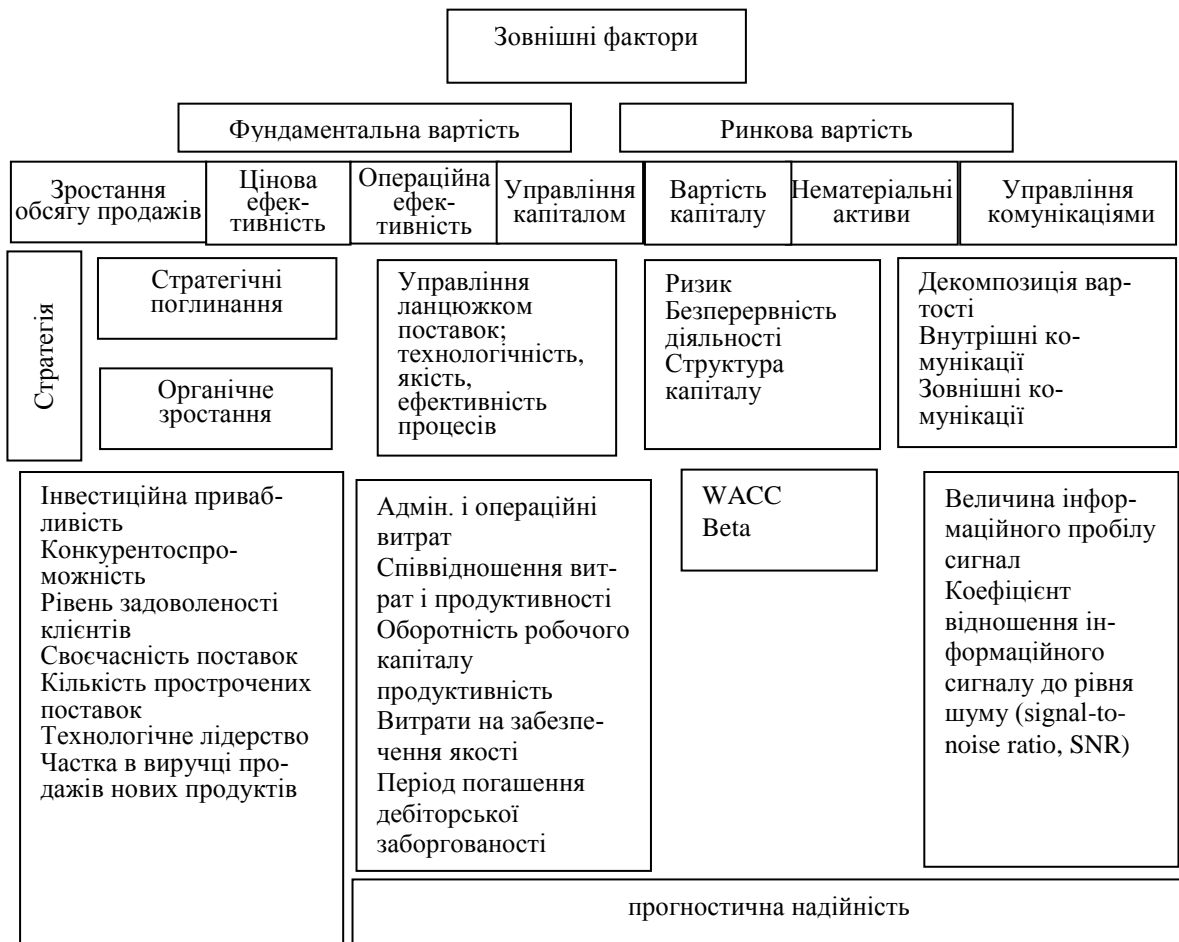 Зовнішні фактори
Фундаментальна вартість
Ринкова вартість
Зростання
обсягу продажів
Цінова
ефек-
тивність
Операційна
ефек-
тивність
Управління
капіталом
Вартість
капіталу
Нематеріальні
активи
Управління
комунікаціями
Стратегія
Стратегічні
поглинання
Органічне
зростання
Управління
ланцюжком
поставок;
технологічність,
якість,
ефективність
процесів
Ризик
Безперервність
діяльності
Структура
капіталу
Декомпозиція вар-
тості
Внутрішні ко-
мунікації
Зовнішні ко-
мунікації
Інвестиційна приваб-
ливість
Конкурентоспро-
можність
Рівень задоволеності
клієнтів
Своєчасність поставок
Кількість прострочених
поставок
Технологічне лідерство
Частка в виручці про-
дажів нових продуктів
Адмін. і операційні
витрат
Співвідношення вит-
рат і продуктивності
Оборотність робочого
капіталу
продуктивність
Витрати на забезпе-
чення якості
Період погашення
дебіторської
заборгованості
WACC
Beta
Величина інфор-
маційного пробілу
сигнал
Коефіцієнт
відношення ін-
формаційного
сигналу до рівня
шуму (signal-to-
noise ratio, SNR)
прогностична надійність